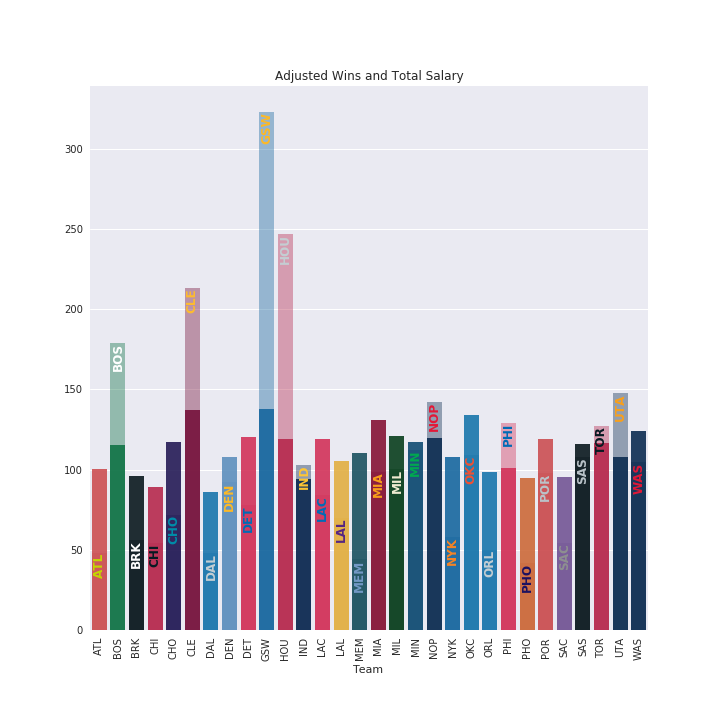 Adjusted Wins and Total Salary
300
250
200
150
100
50
0
GSW
HOU
CLE
BOS
UTA
NOP
PHI
TOR
IND
DEN
MIA
MIL
MIN
OKC
SAS
WAS
LAC
POR
DET
CHO
LAL
NYK
ATL
BRK
CHI
DAL
MEM
ORL
PHO
SAC
ATL BOS BRK CHI CHO CLE DAL DEN DET GSW HOU IND LAC LAL MEM MIA MIL MIN NOP NYK OKC ORL PHI PHO POR SAC SAS TOR UTA WAS
Team